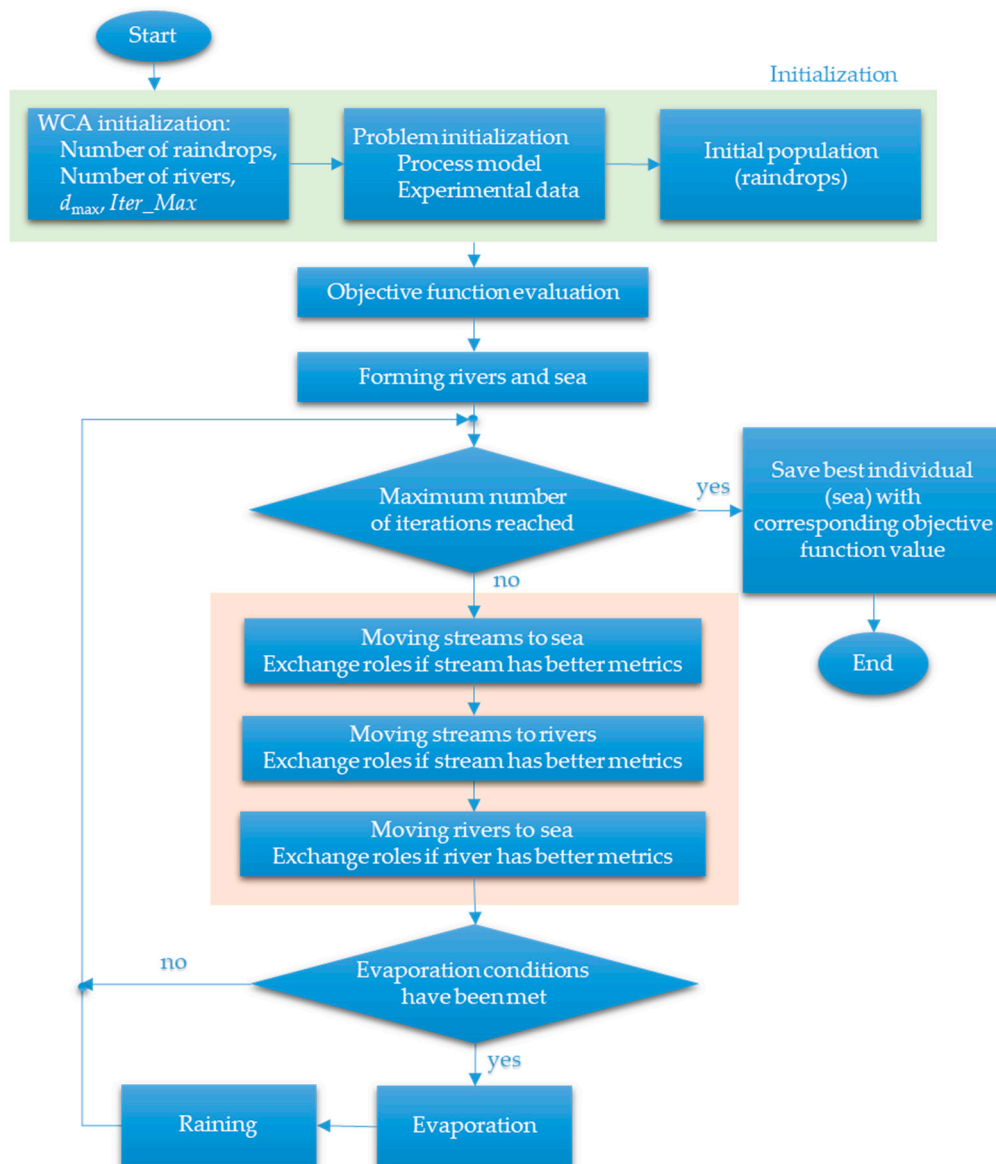 Start
Initialization
WCA initialization:
Number of raindrops,
Number of rivers,
dmax, Iter_Max
Problem initialization
Process model
Experimental data
Initial population
(raindrops)
Objective function evaluation
Forming rivers and sea
Maximum number
of iterations reached
yes
Save best individual
(sea) with
corresponding objective
function value
no
End
Moving streams to sea
Exchange roles if stream has better metrics
Moving streams to rivers
Exchange roles if stream has better metrics
Moving rivers to sea
Exchange roles if river has better metrics
Evaporation conditions
have been met
no
yes
Evaporation
Raining